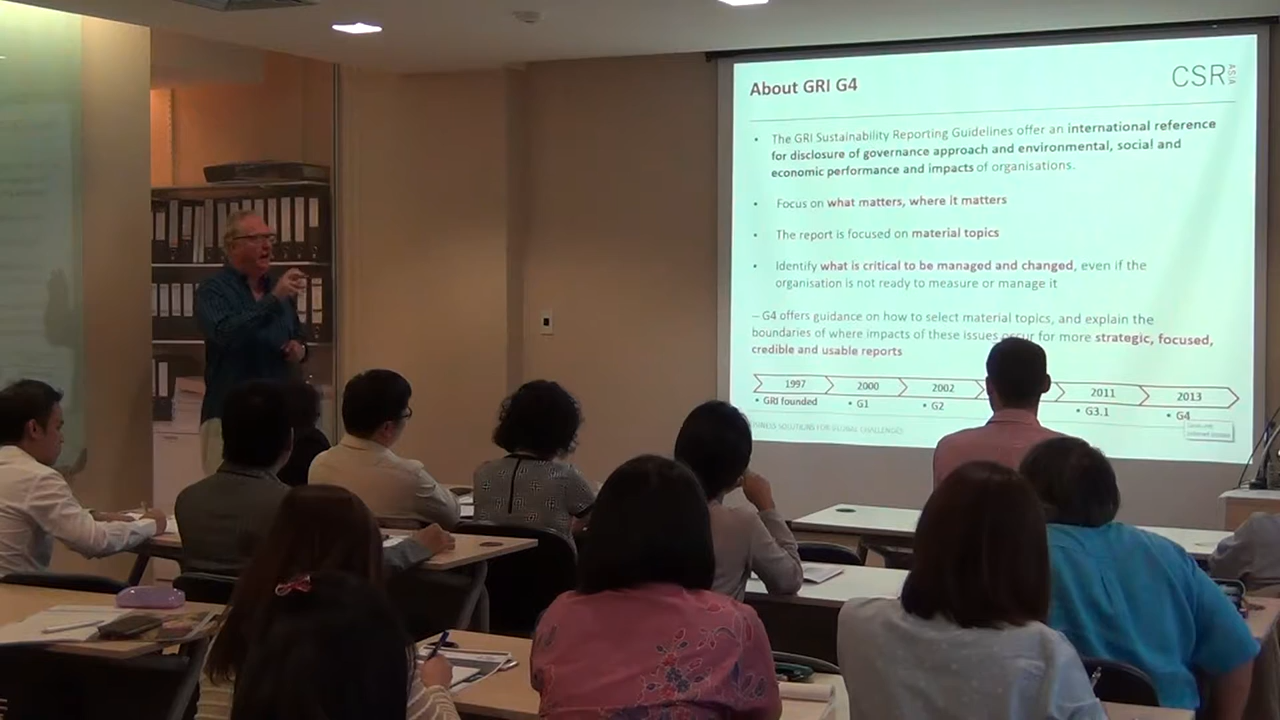 About GRI G4
CSR ASIA
• The GRI Sustainability Reporting Guidelines offer an international reference
for disclosure of governance approach and environmental, social and
economic performance and impacts of organisations.
• Focus on what matters, where it matters
• The report is focused on material topics
• Identify what is critical to be managed and changed, even if the
organisation is not ready to measure or manage it
– G4 offers guidance on how to select material topics, and explain the
boundaries of where impacts of these issues occur for more strategic, focused,
credible and usable reports
1997 2000 2002 2011 2013
• GRI founded • G1 • G2 • G3.1 • G4
SOLUTIONS FOR GLOBAL CHALLENGES